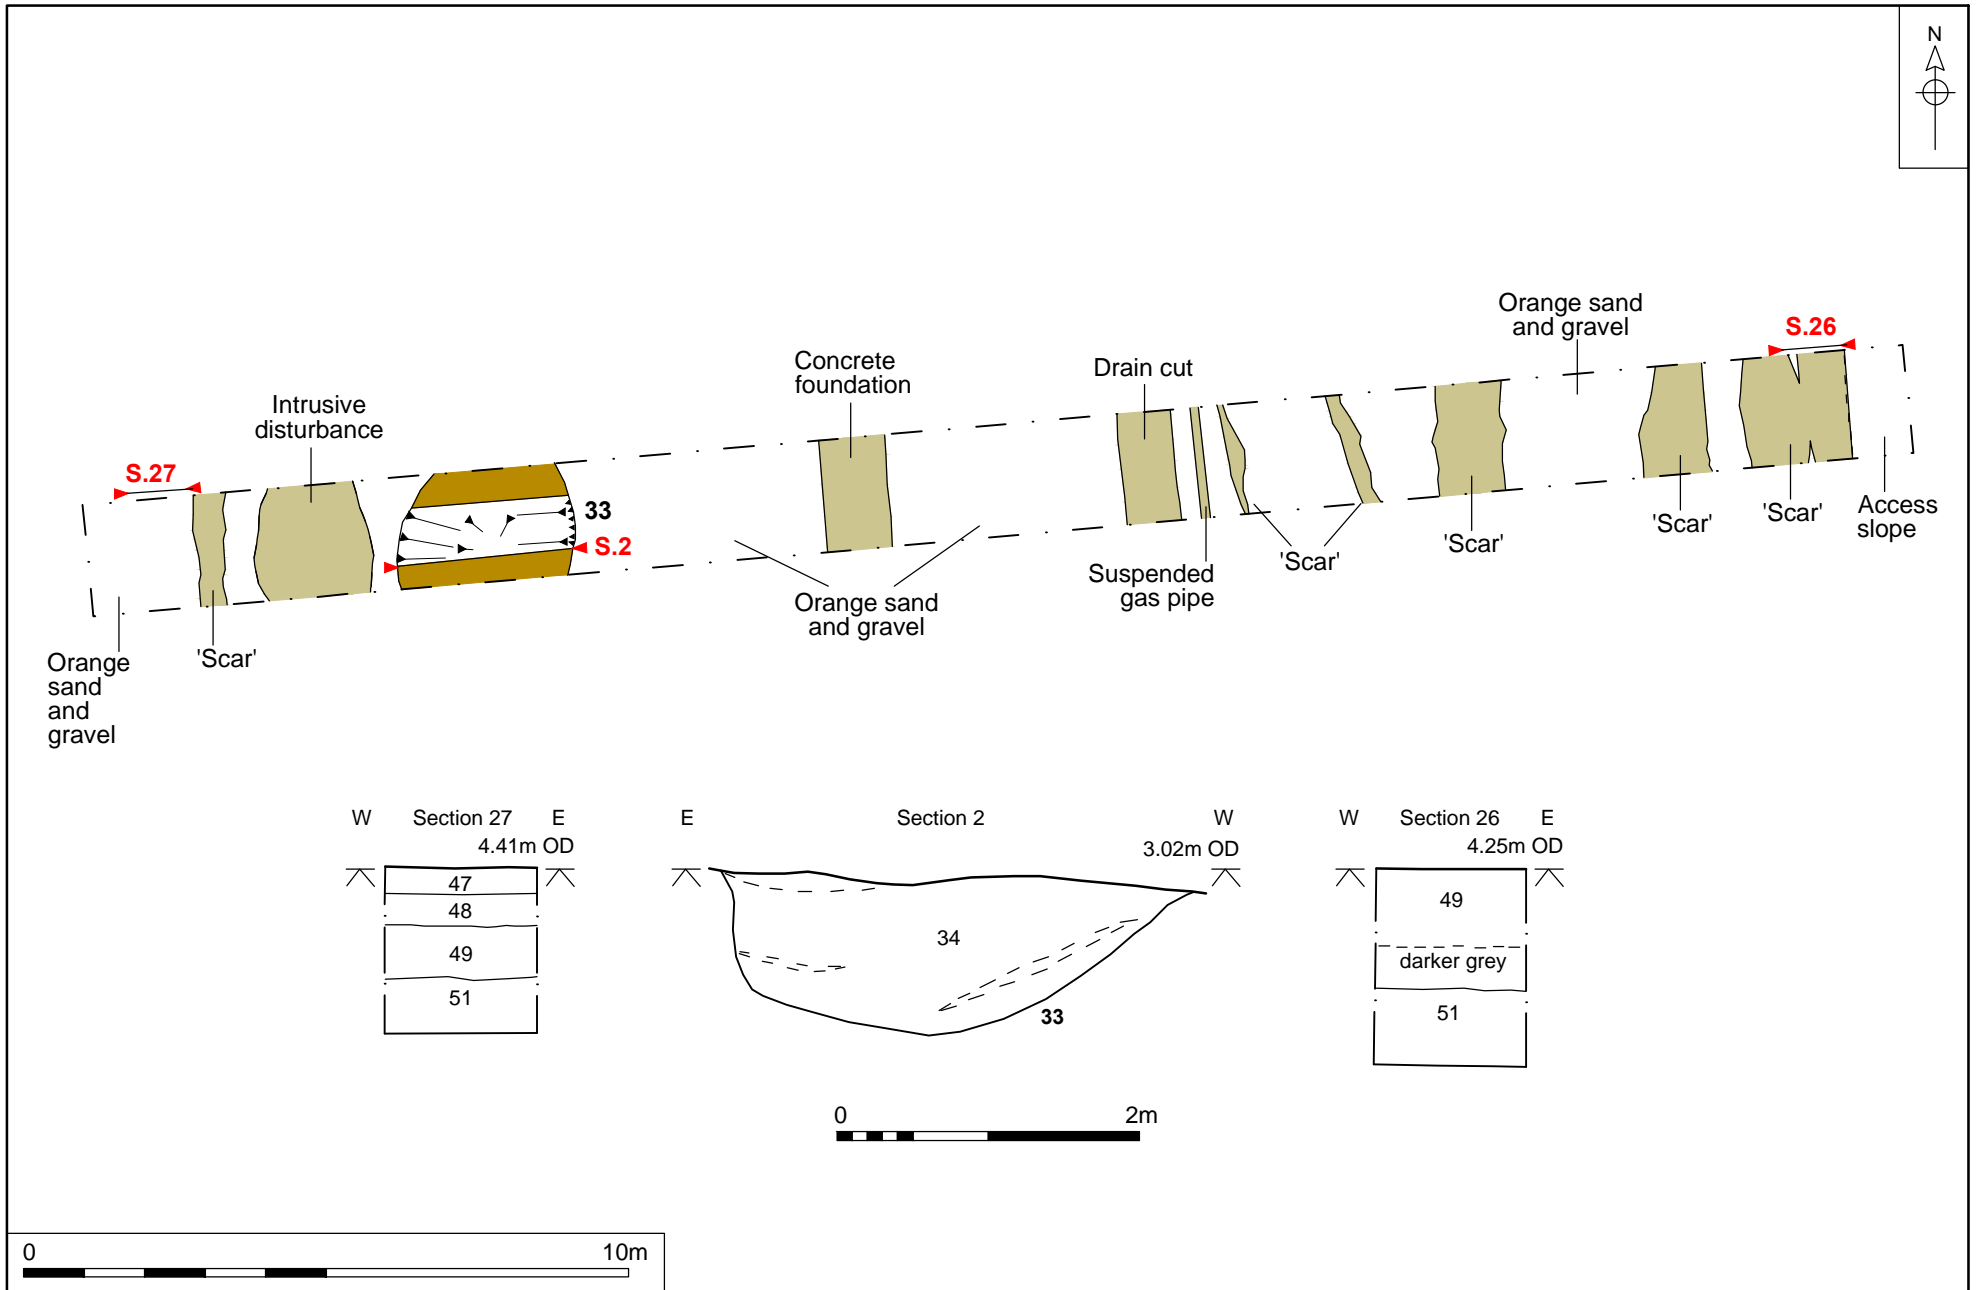 N
Orange sand
and gravel
S.26
Concrete
foundation
Drain cut
Intrusive
disturbance
S.27
33
S.2
'Scar'
'Scar'
'Scar'
'Scar'
Access
slope
Suspended
gas pipe
Orange sand
and gravel
'Scar'
Orange
sand
and
gravel
W Section 27 E
4.41m OD
47
48
49
51
E Section 2 W
3.02m OD
34
33
W Section 26 E
4.25m OD
49
darker grey
51
0 2m
0 10m